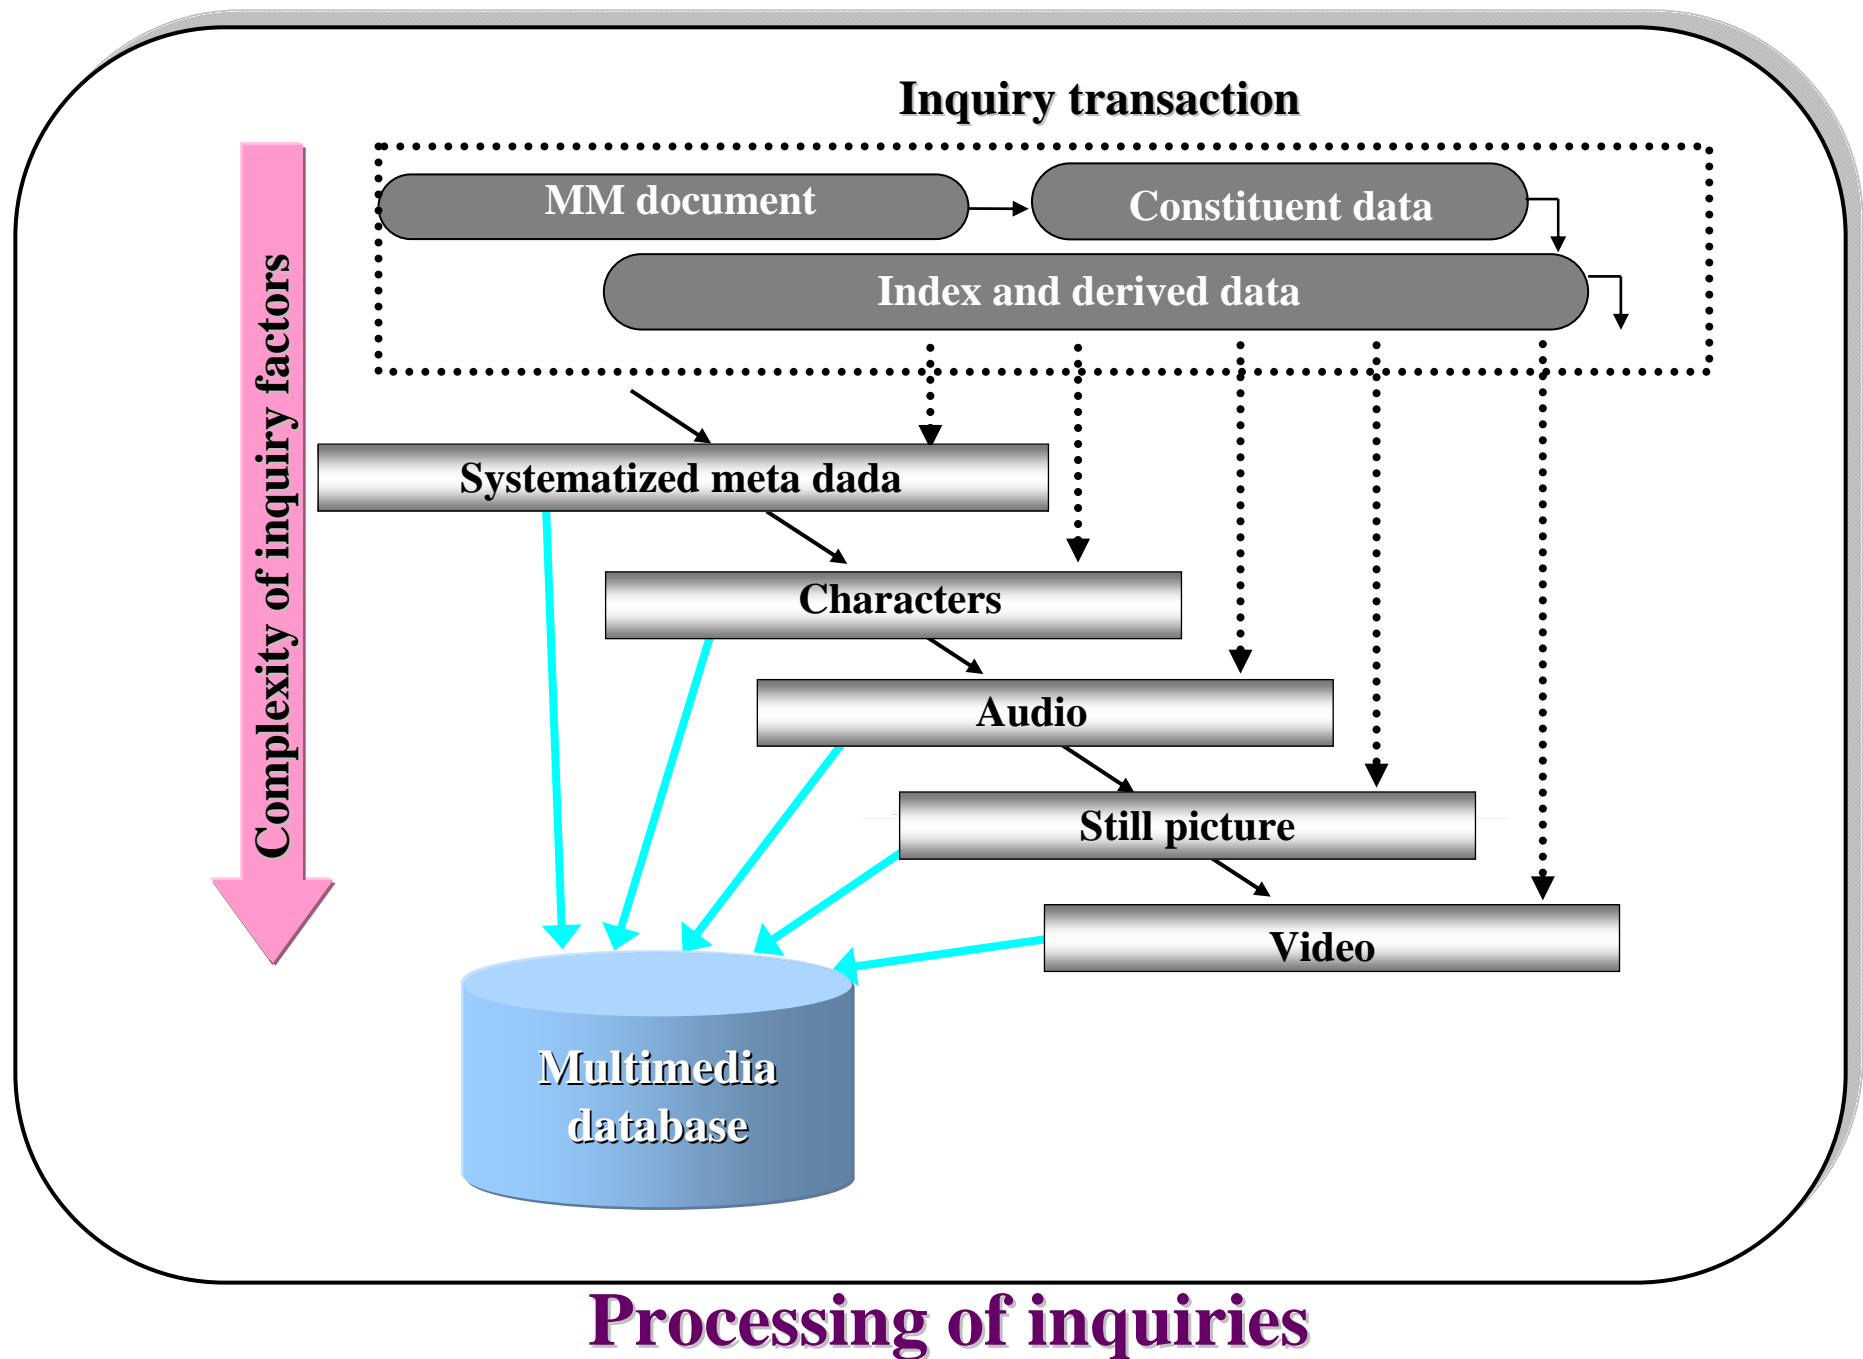 Inquiry transaction
MM document
Constituent data
Index and derived data
Complexity of inquiry factors
Systematized meta dada
Characters
Audio
Still picture
Video
Multimedia
database
Processing of inquiries